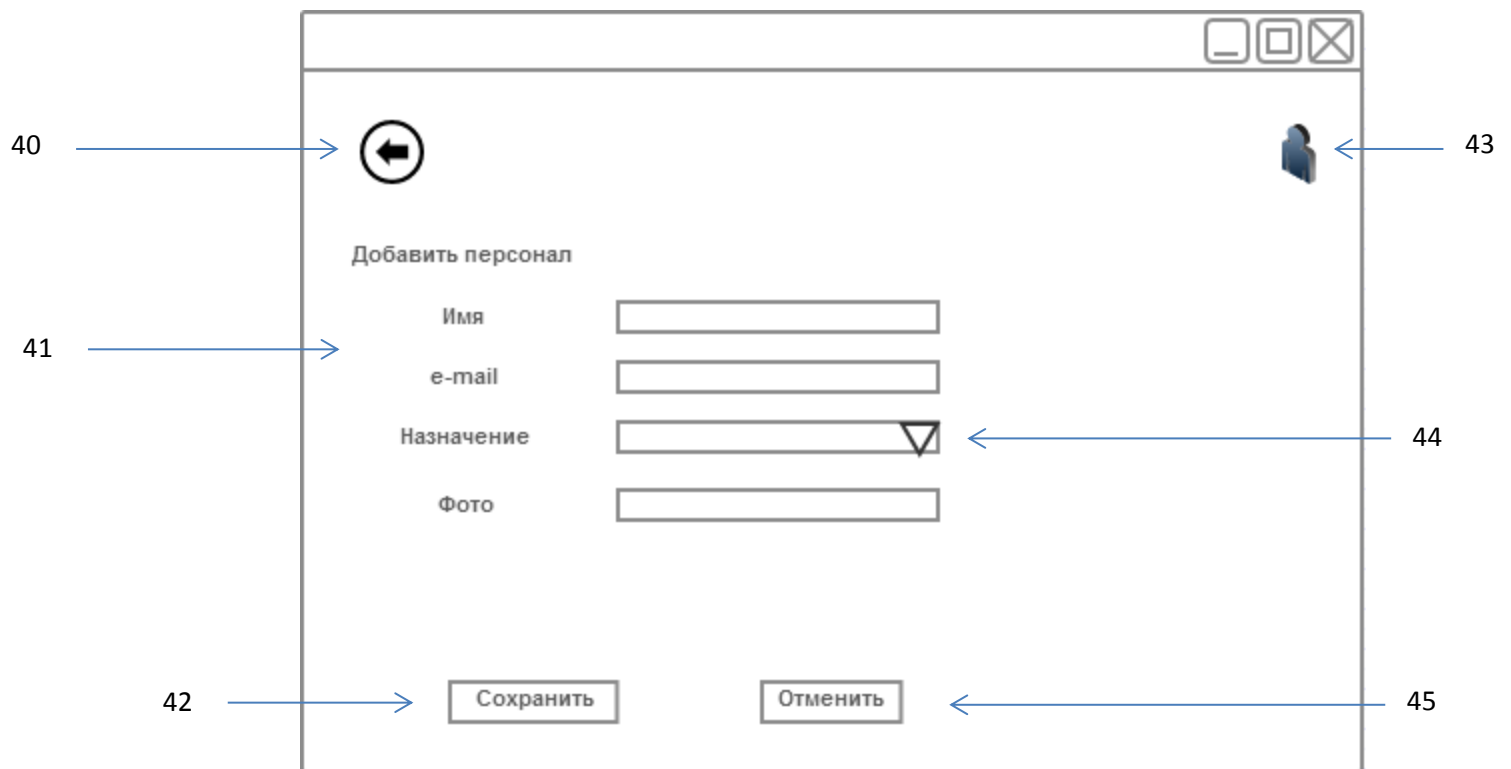 40
43
Добавить персонал
Имя
41
e-mail
Назначение
44
Фото
42
Сохранить
Отменить
45